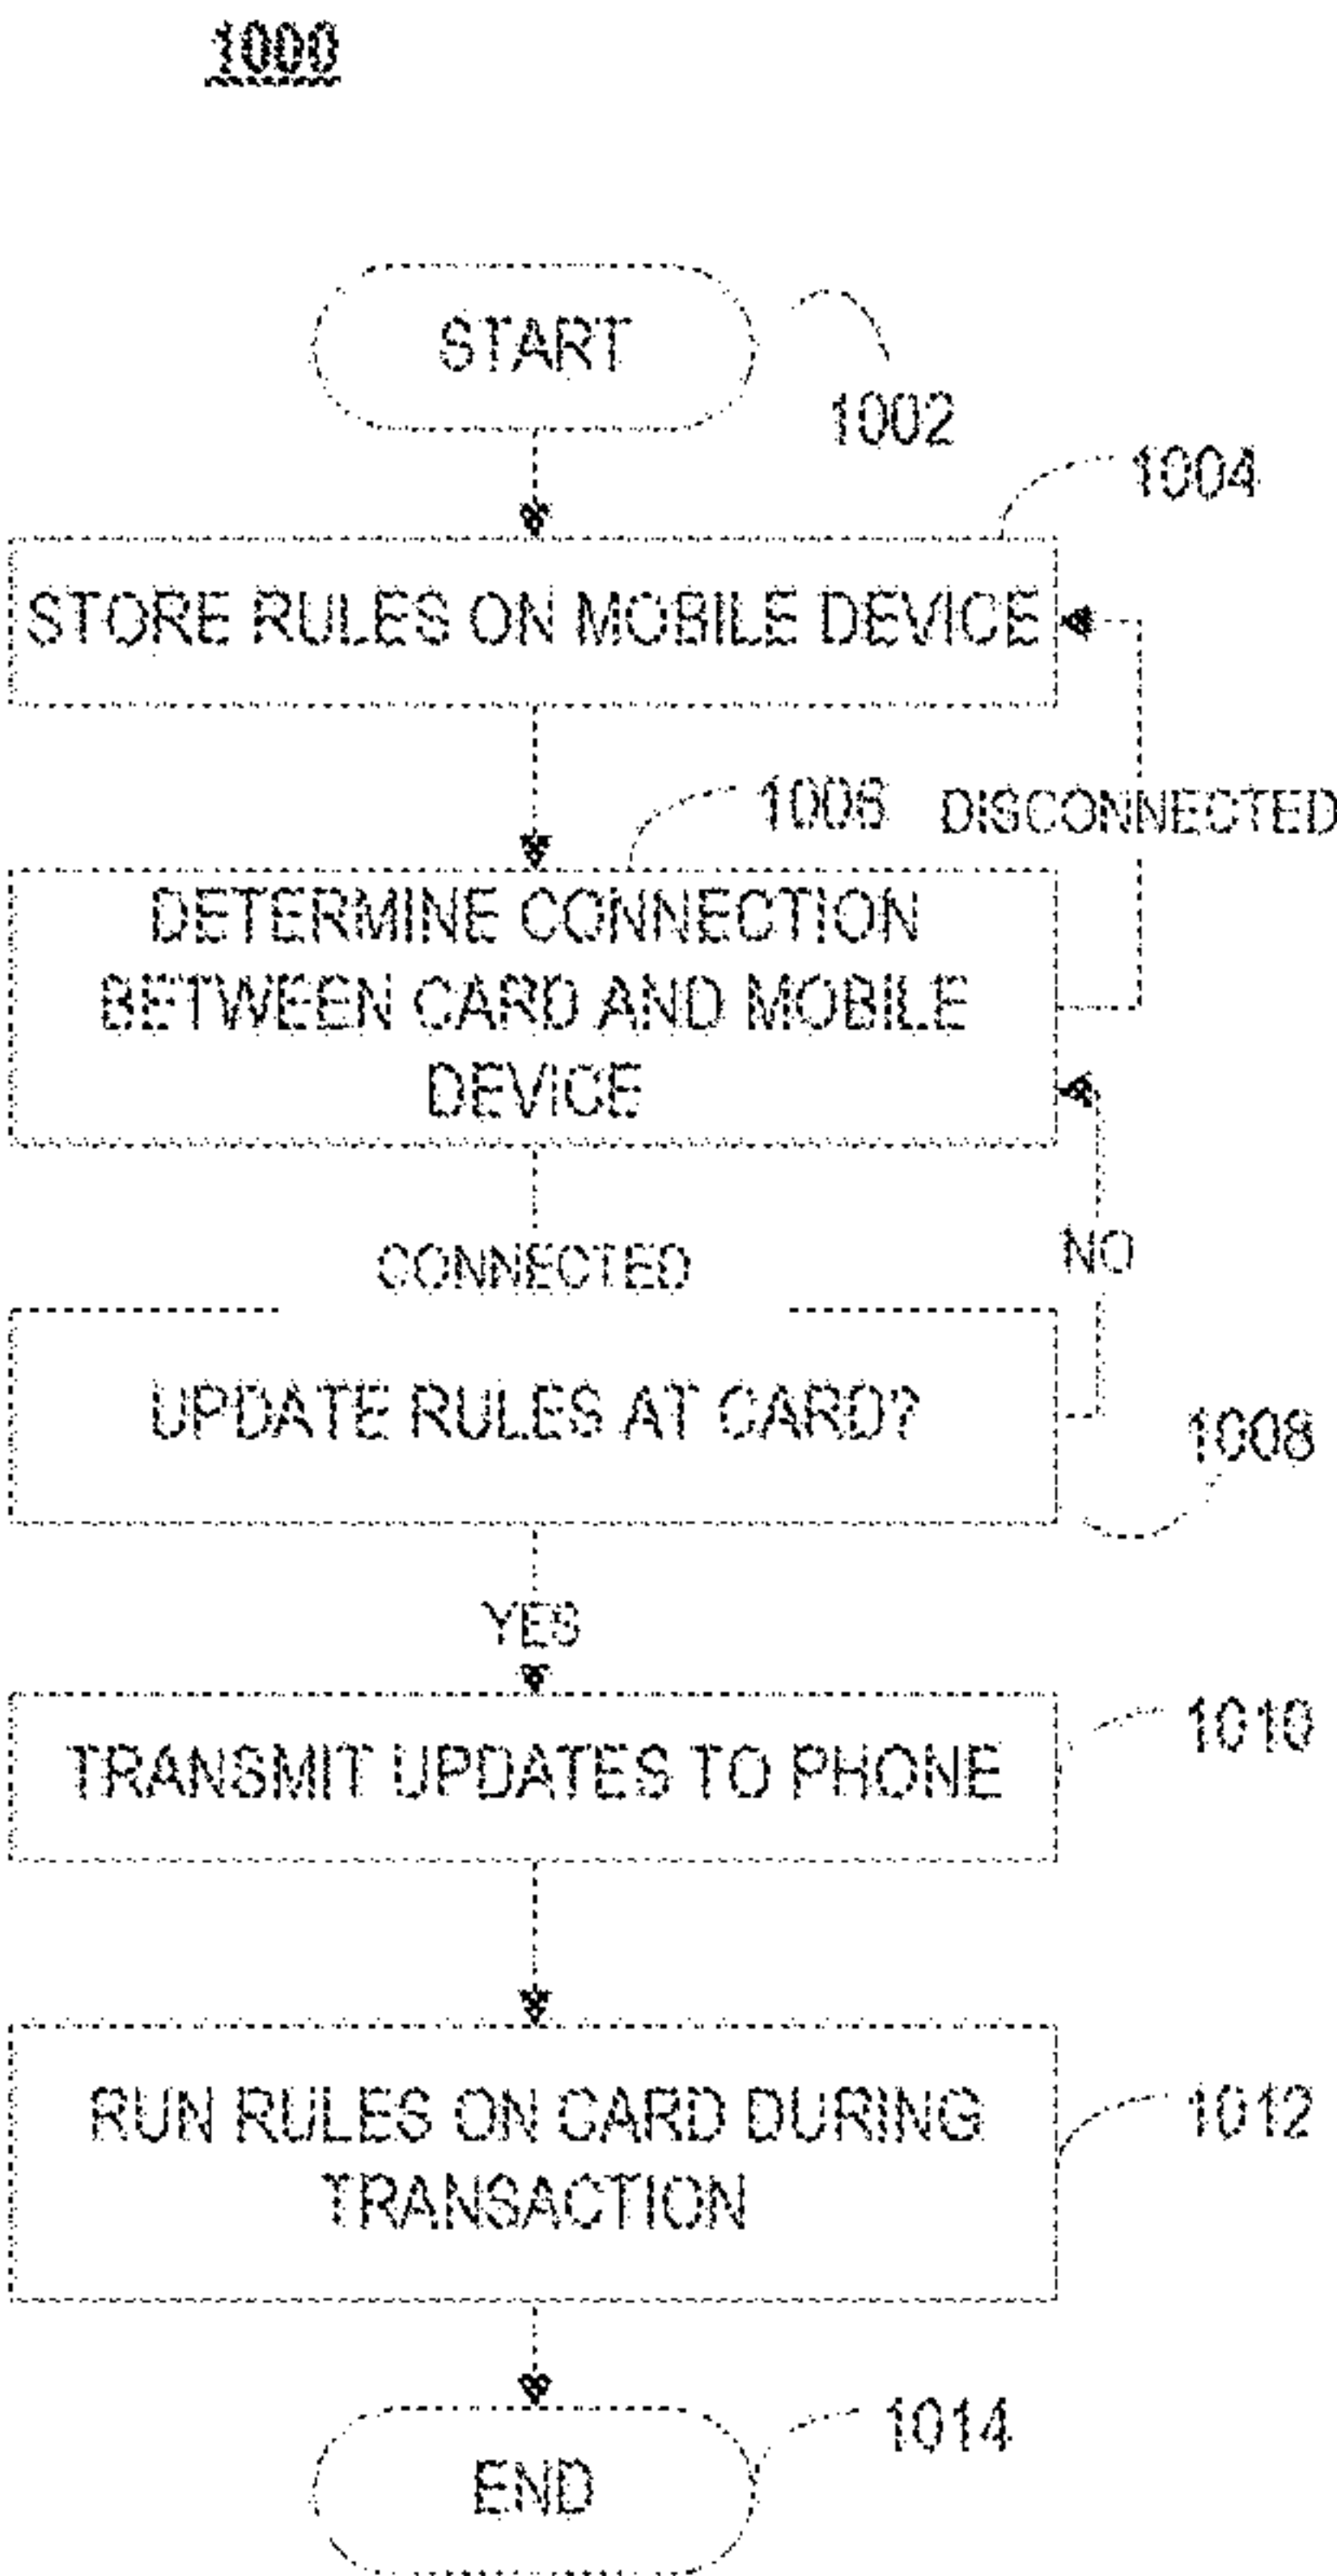 1000
START
1002
1004
STORE RULES ON MOBILE DEVICE
1006
DISCONNECTED
DETERMINE CONNECTION
BETWEEN CARD AND MOBILE
DEVICE
CONNECTED
NO
UPDATE RULES AT CARD?
1008
YES
TRANSMIT UPDATES TO PHONE
1010
RUN RULES ON CARD DURING
TRANSACTION
1012
1014
END